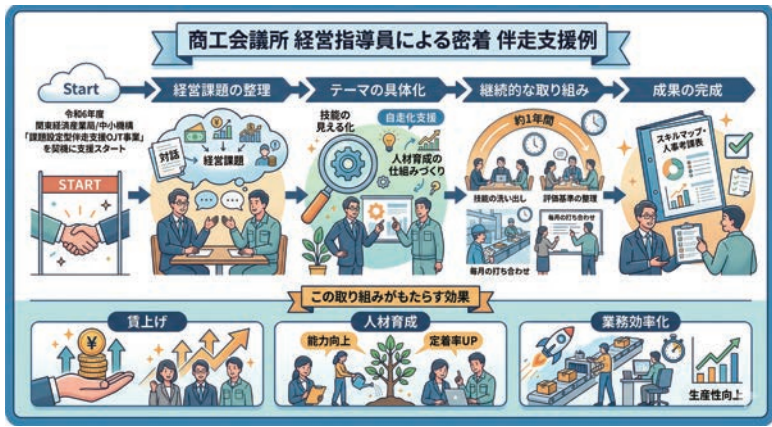 商工会議所 経営指導員による密着 伴走支援例
Start
経営課題の整理
テーマの具体化
継続的な取り組み
成果の完成
令和6年度
関東経済産業局/中小機構
「課題設定型伴走支援OJT事業」
を契機に支援スタート
START
対話
経営課題
技能の
見える化
自走化支援
人材育成の
仕組みづくり
約1年間
技能の洗い出し
評価基準の整理
毎月の打ち合わせ
毎月の打ち合わせ
スキルマップ・
人事考課表
この取り組みがもたらす効果
賃上げ
人材育成
業務効率化
¥
能力向上
定着率UP
生産性向上